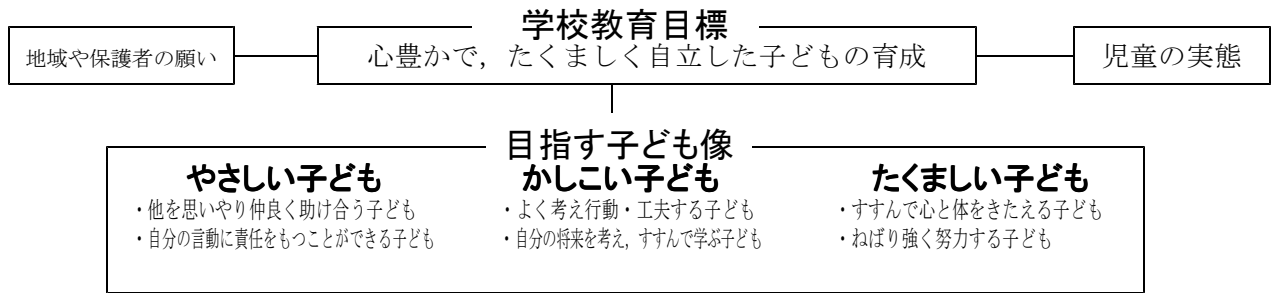 学校教育目標
地域や保護者の願い
心豊かで，たくましく自立した子どもの育成
児童の実態
目指す子ども像
やさしい子ども
・他を思いやり仲良く助け合う子ども
・自分の言動に責任をもつことができる子ども
かしこい子ども
・よく考え行動・工夫する子ども
・自分の将来を考え，すすんで学ぶ子ども
たくましい子ども
・すすんで心と体をきたえる子ども
・ねばり強く努力する子ども